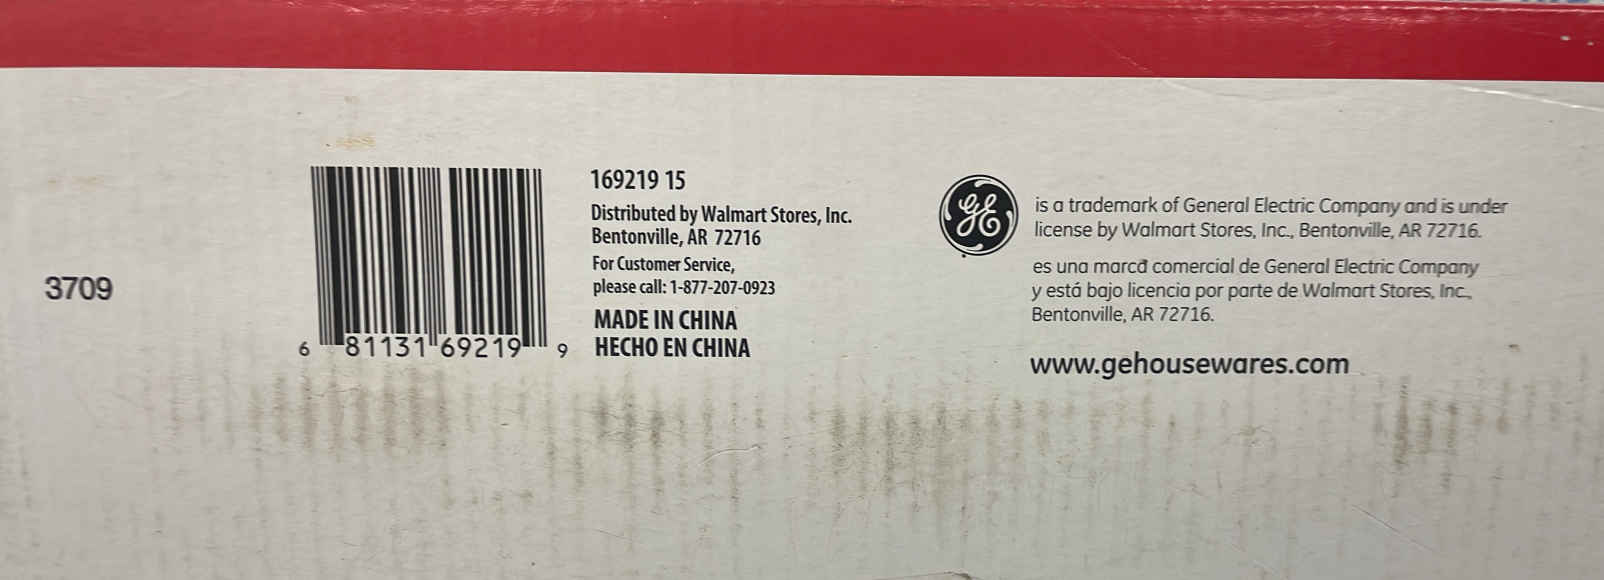 3709
6 81131 69219 9
169219 15
Distributed by Walmart Stores, Inc.
Bentonville, AR 72716
For Customer Service,
please call: 1-877-207-0923
MADE IN CHINA
HECHO EN CHINA
GE
is a trademark of General Electric Company and is under
license by Walmart Stores, Inc., Bentonville, AR 72716.
es una marca comercial de General Electric Company
y está bajo licencia por parte de Walmart Stores, Inc.,
Bentonville, AR 72716.
www.gehousewares.com